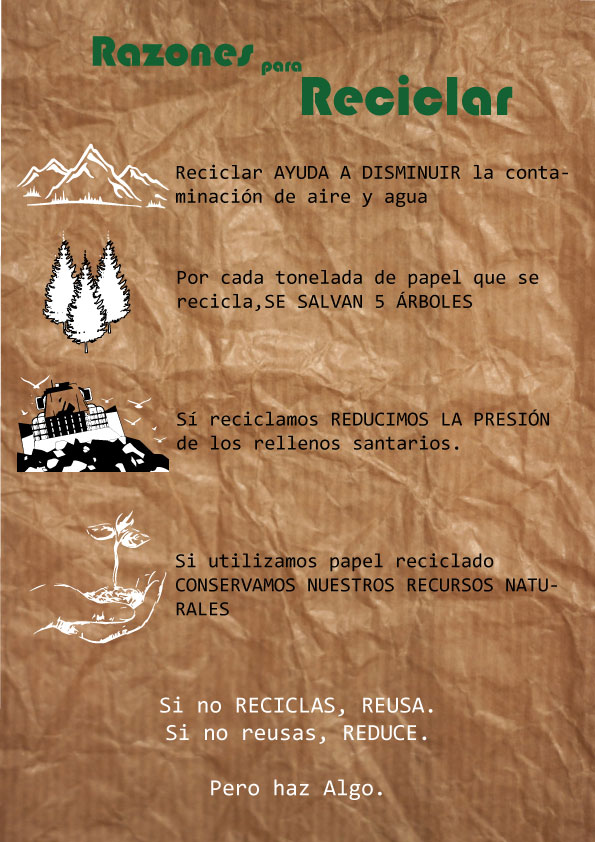 Razones para
Reciclar
Reciclar AYUDA A DISMINUIR la conta-
minación de aire y agua
Por cada tonelada de papel que se
recicla,SE SALVAN 5 ÁRBOLES
Sí reciclamos REDUCIMOS LA PRESIÓN
de los rellenos santarios.
Si utilizamos papel reciclado
CONSERVAMOS NUESTROS RECURSOS NATU-
RALES
Si no RECICLAS, REUSA.
Si no reusas, REDUCE.
Pero haz Algo.